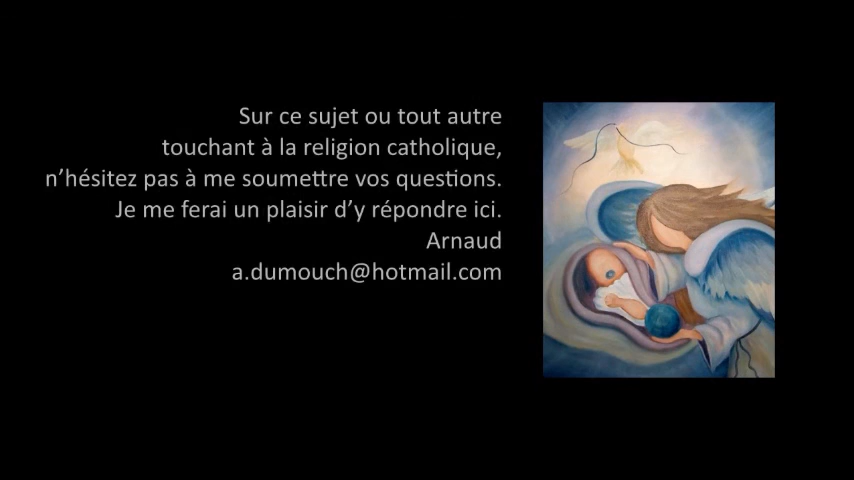 Sur ce sujet ou tout autre
touchant à la religion catholique,
n’hésitez pas à me soumettre vos questions.
Je me ferai un plaisir d’y répondre ici.
Arnaud
a.dumouch@hotmail.com